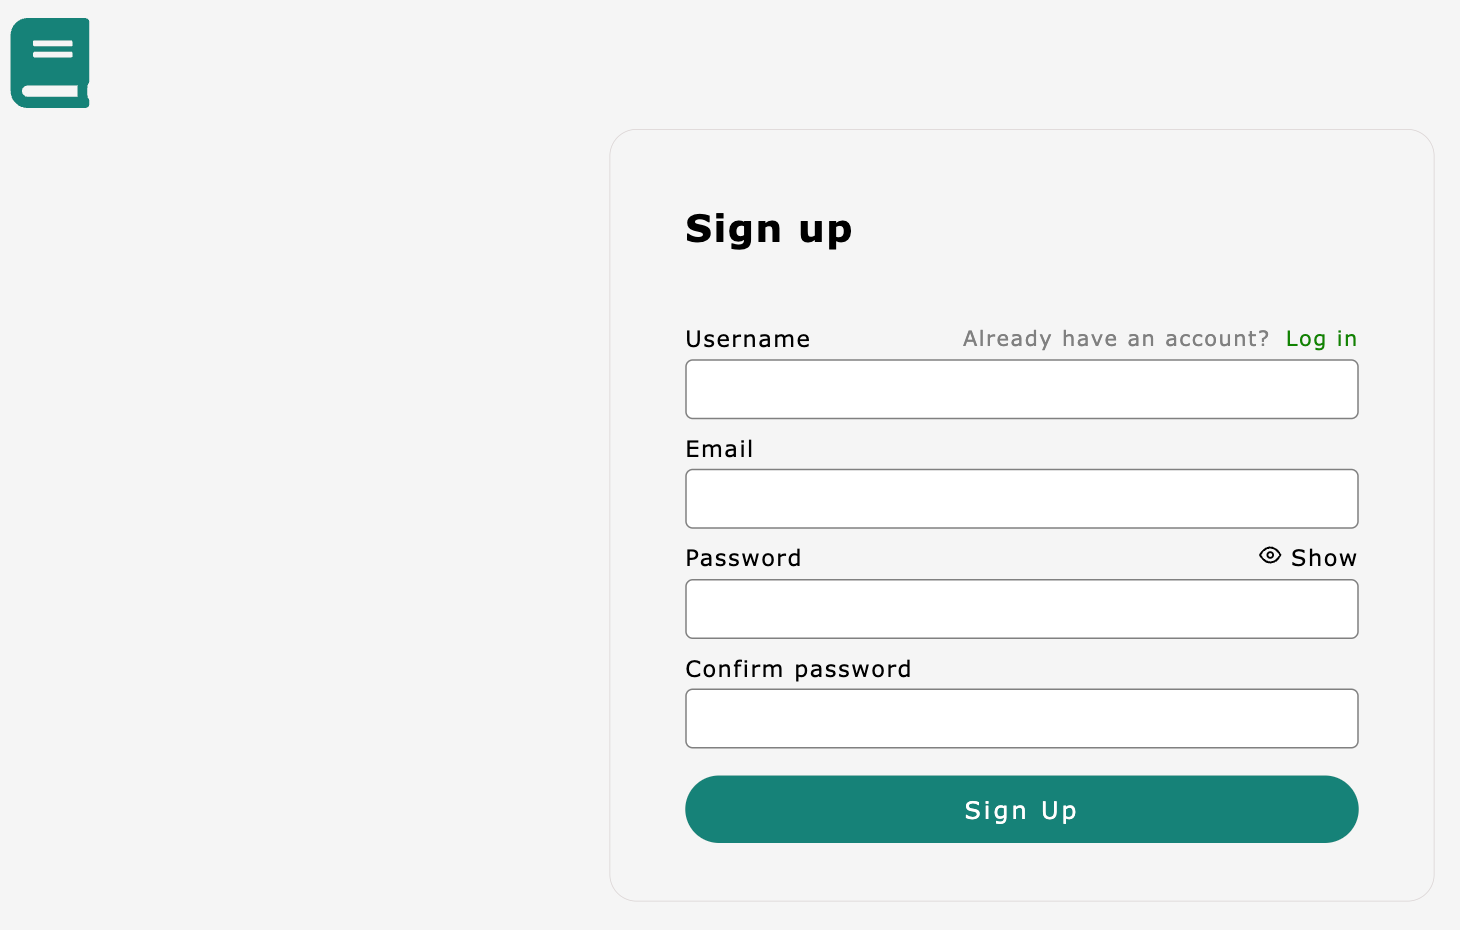 Sign up
Username Already have an account? Log in
Email
Password Show
Confirm password
Sign Up